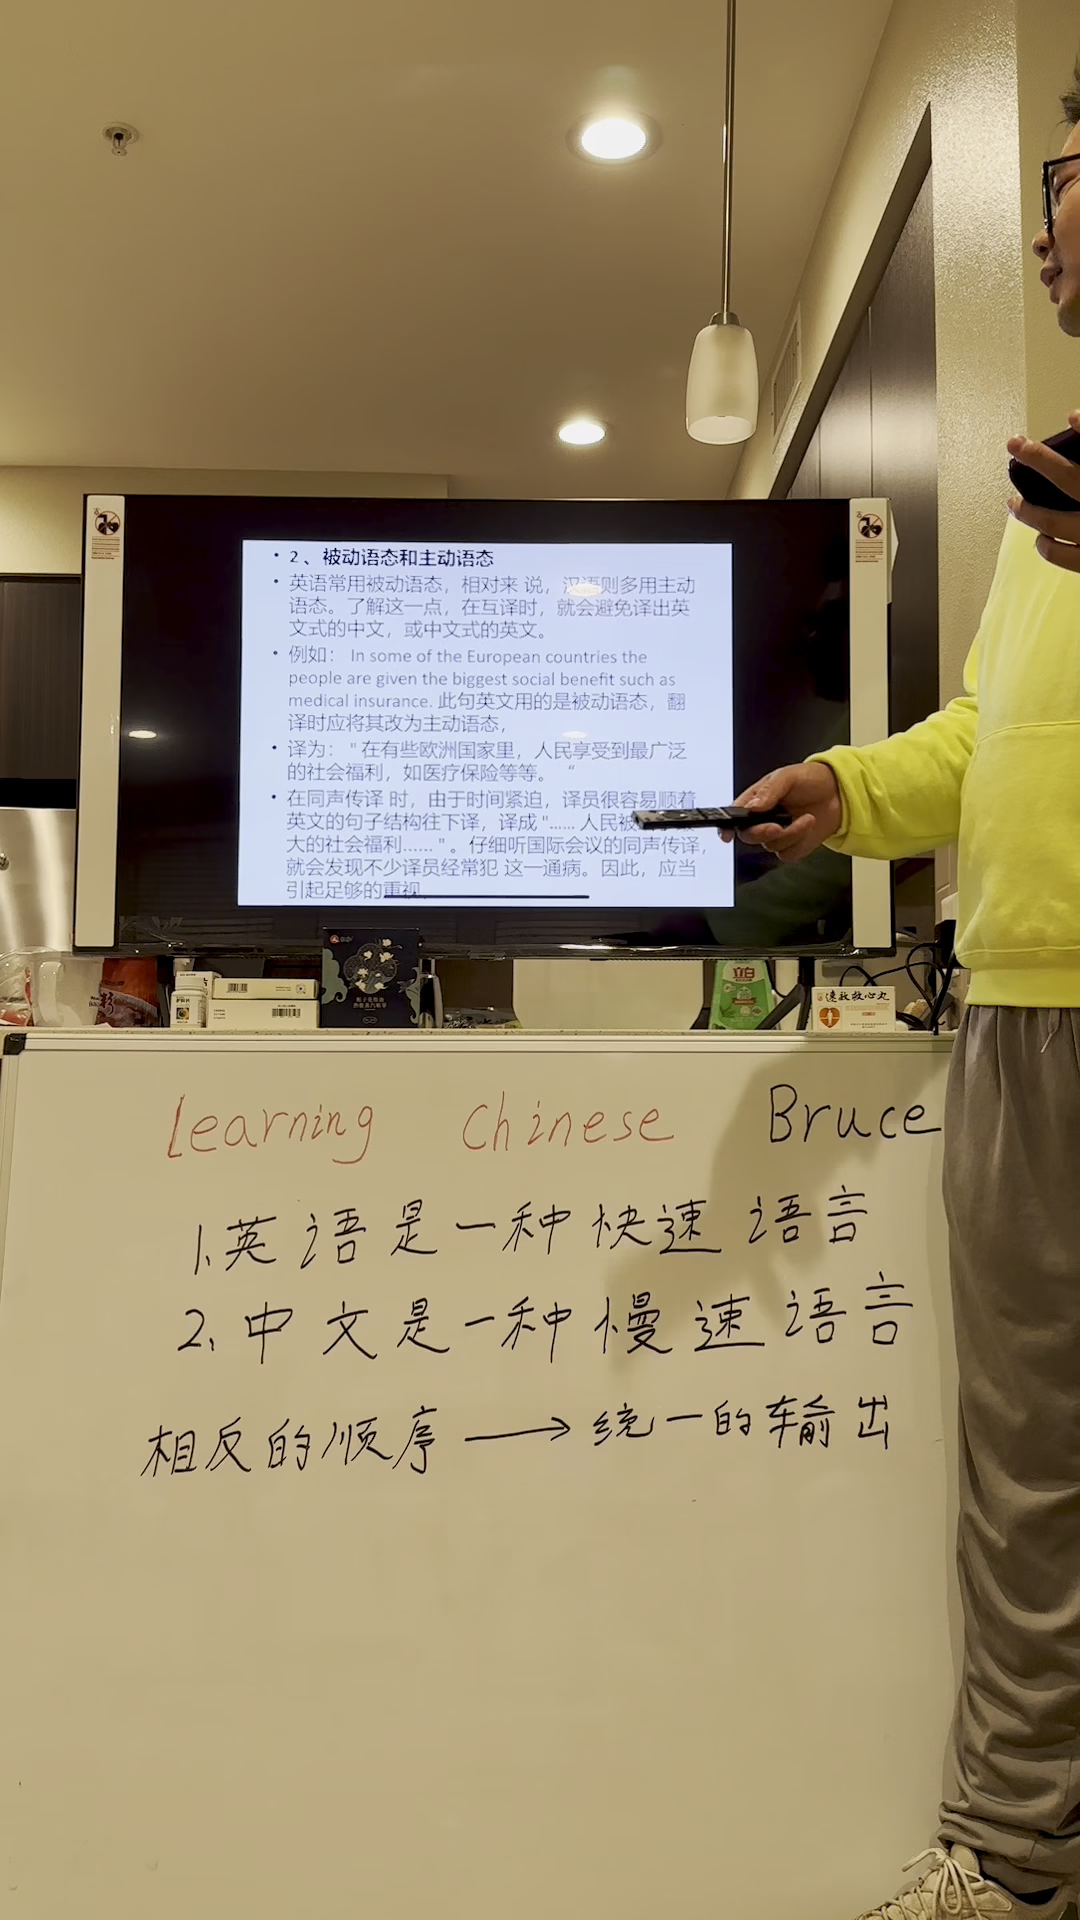 • 2、被动语态和主动语态
• 英语常用被动语态，相对来 说，汉语则多用主动
语态。了解这一点，在互译时，就会避免译出英
文式的中文，或中文式的英文。
• 例如： In some of the European countries the
people are given the biggest social benefit such as
medical insurance. 此句英文用的是被动语态，翻
译时应将其改为主动语态，
• 译为： " 在有些欧洲国家里，人民享受到最广泛
的社会福利，如医疗保险等等。 “
• 在同声传译 时，由于时间紧迫，译员很容易顺着
英文的句子结构往下译，译成 "...... 人民被
大的社会福利...... " 。仔细听国际会议的同声传译，
就会发现不少译员经常犯 这一通病。因此，应当
引起足够的重视
立白
速效救心丸
Learning Chinese Bruce
1、英语是一种快速语言
2、中文是一种慢速语言
相反的顺序 → 统一的输出